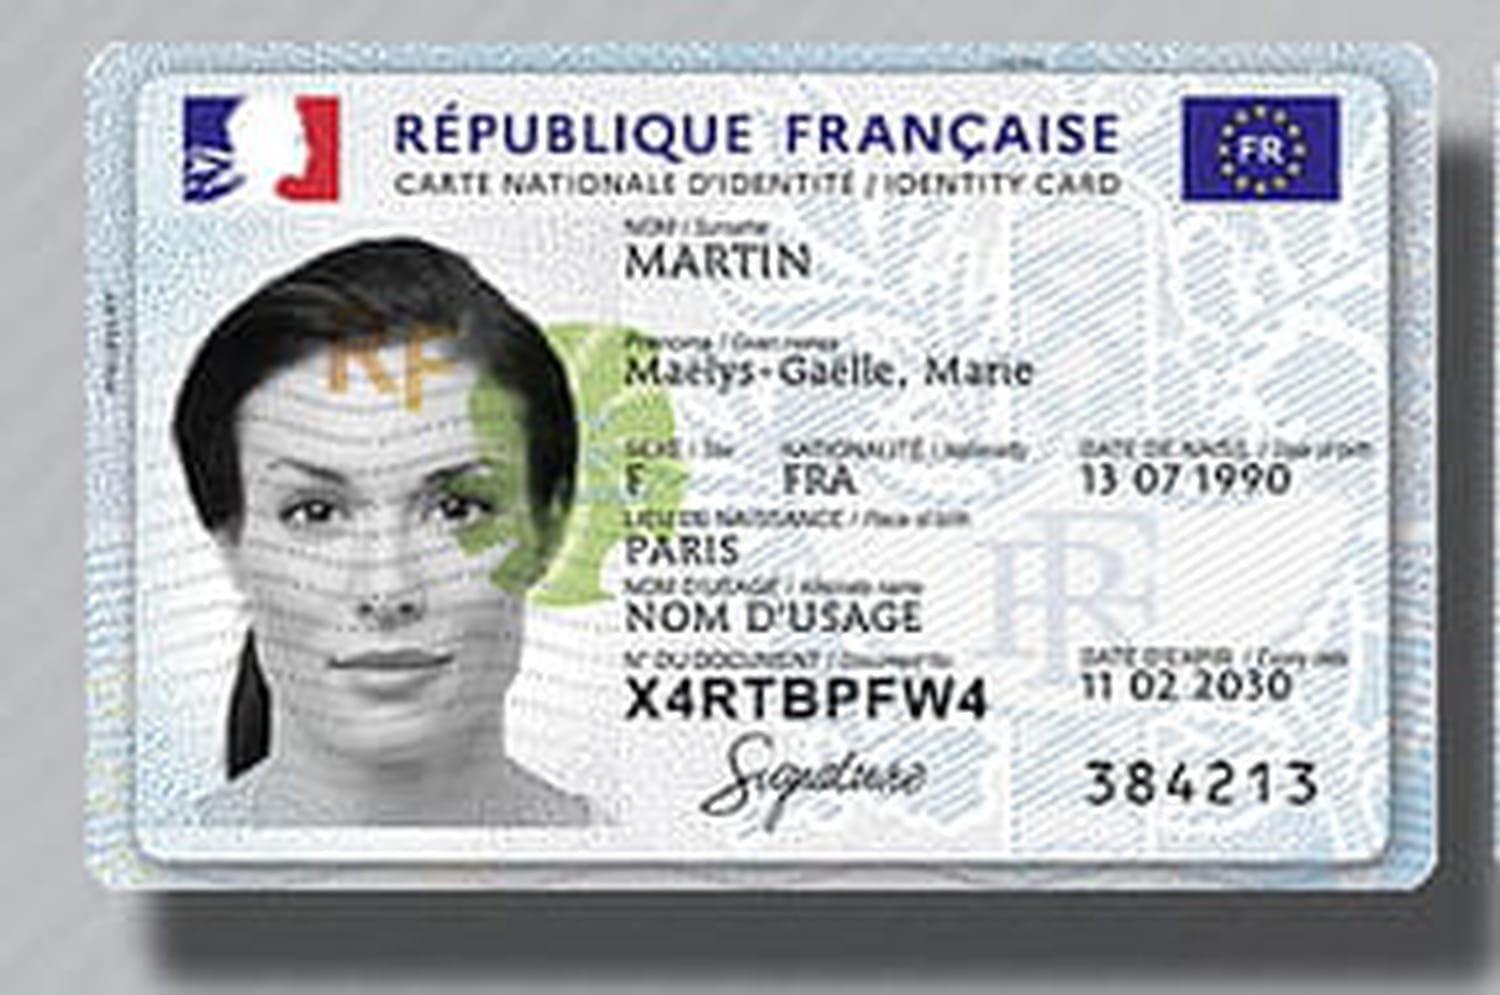 RÉPUBLIQUE FRANÇAISE
FR
CARTE NATIONALE D'IDENTITÉ / IDENTITY CARD
NOM / Surname
MARTIN
Prénoms / Given names
Maëlys-Gaëlle, Marie
SEXE / Sex NATIONALITÉ / Nationality DATE DE NAISS. / Date of birth
F FRA 13 07 1990
LIEU DE NAISSANCE / Place of birth
PARIS
NOM D'USAGE / Alternate name
NOM D'USAGE
N° DU DOCUMENT / Document No DATE D'EXPIR. / Expiry date
X4RTBPFW4 11 02 2030
Signature
384213
RF
RF